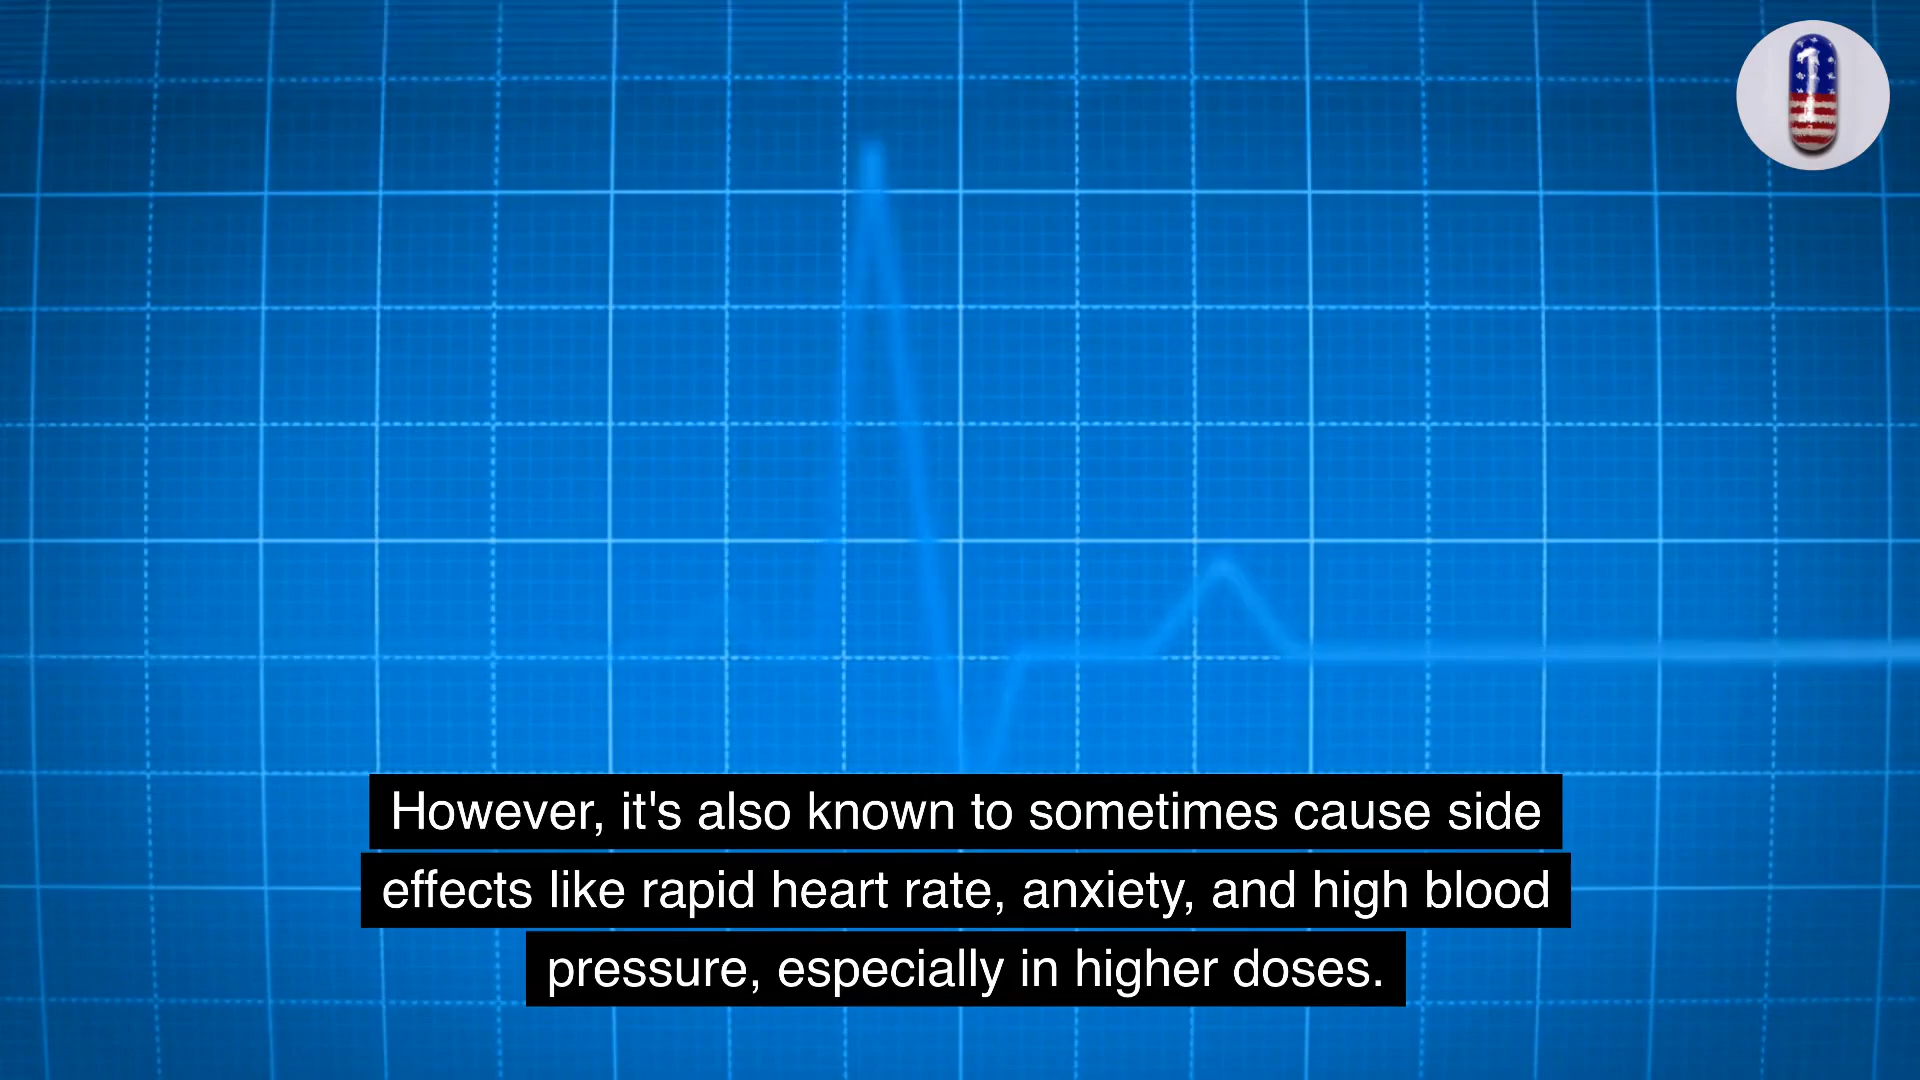 However, it's also known to sometimes cause side
effects like rapid heart rate, anxiety, and high blood
pressure, especially in higher doses.